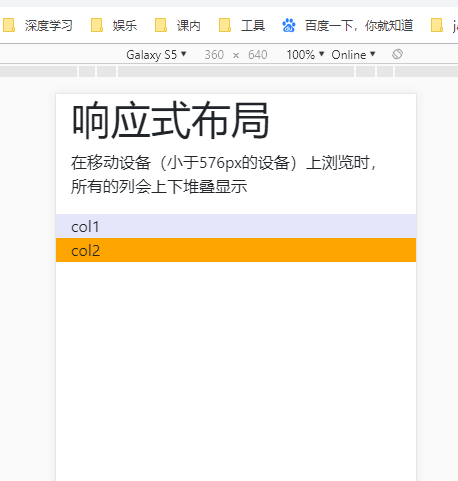 深度学习 娱乐 课内 工具 百度一下，你就知道
Galaxy S5 ▼ 360 × 640 100% ▼ Online ▼
响应式布局
在移动设备（小于576px的设备）上浏览时，
所有的列会上下堆叠显示
col1
col2